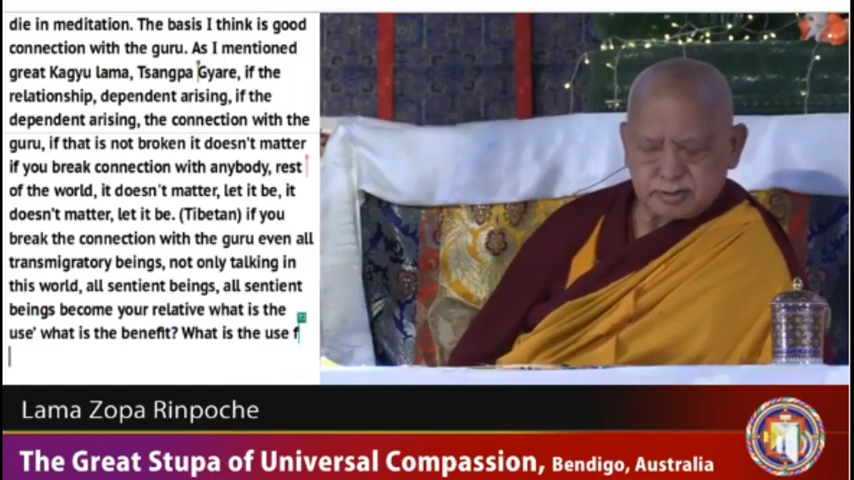 die in meditation. The basis I think is good
connection with the guru. As I mentioned
great Kagyu lama, Tsangpa Gyare, if the
relationship, dependent arising, if the
dependent arising, the connection with the
guru, if that is not broken it doesn't matter
if you break connection with anybody, rest
of the world, it doesn't matter, let it be, it
doesn't matter, let it be. (Tibetan) if you
break the connection with the guru even all
transmigratory beings, not only talking in
this world, all sentient beings, all sentient
beings become your relative what is the
use' what is the benefit? What is the use f
Lama Zopa Rinpoche
The Great Stupa of Universal Compassion, Bendigo, Australia